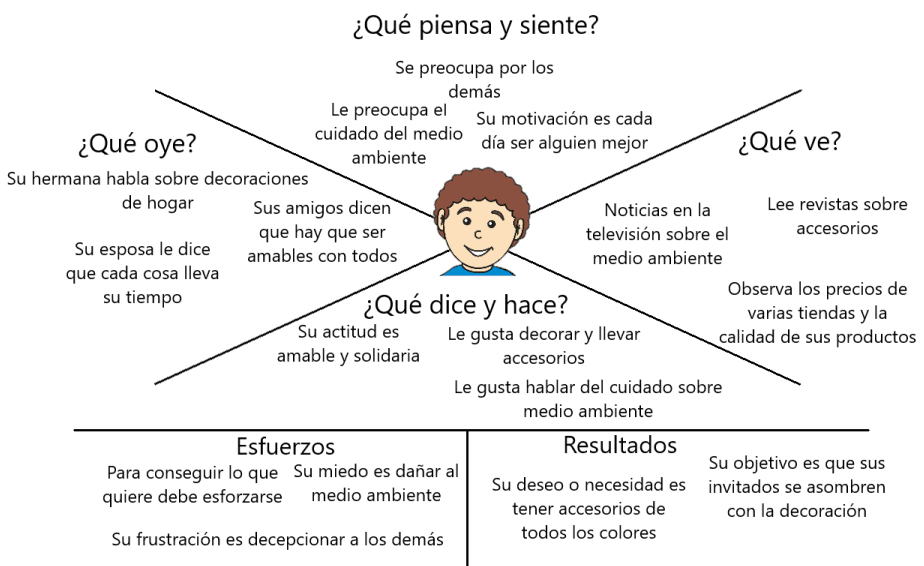 ¿Qué piensa y siente?
Se preocupa por los
demás
Le preocupa el
cuidado del medio
ambiente
Su motivación es cada
día ser alguien mejor
¿Qué oye?
Su hermana habla sobre decoraciones
de hogar
Sus amigos dicen
que hay que ser
amables con todos
Su esposa le dice
que cada cosa lleva
su tiempo
¿Qué ve?
Lee revistas sobre
accesorios
Noticias en la
televisión sobre el
medio ambiente
Observa los precios de
varias tiendas y la
calidad de sus productos
¿Qué dice y hace?
Su actitud es
amable y solidaria
Le gusta decorar y llevar
accesorios
Le gusta hablar del cuidado sobre
medio ambiente
Esfuerzos
Para conseguir lo que
quiere debe esforzarse
Su miedo es dañar al
medio ambiente
Su frustración es decepcionar a los demás
Resultados
Su deseo o necesidad es
tener accesorios de
todos los colores
Su objetivo es que sus
invitados se asombren
con la decoración